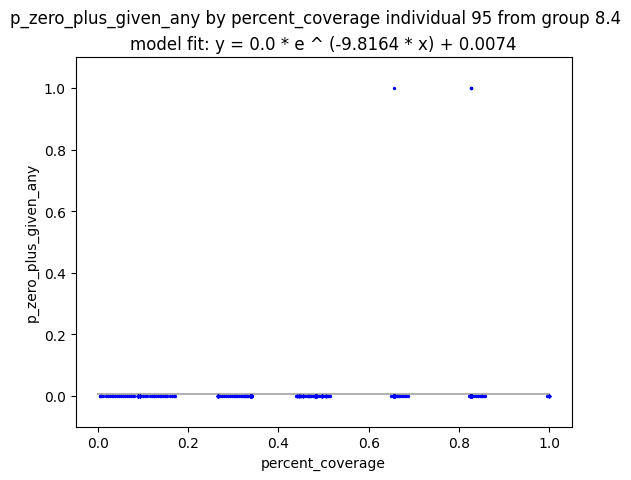 p_zero_plus_given_any by percent_coverage individual 95 from group 8.4
model fit: y = 0.0 * e ^ (-9.8164 * x) + 0.0074
p_zero_plus_given_any
1.0
0.8
0.6
0.4
0.2
0.0
0.0 0.2 0.4 0.6 0.8 1.0
percent_coverage